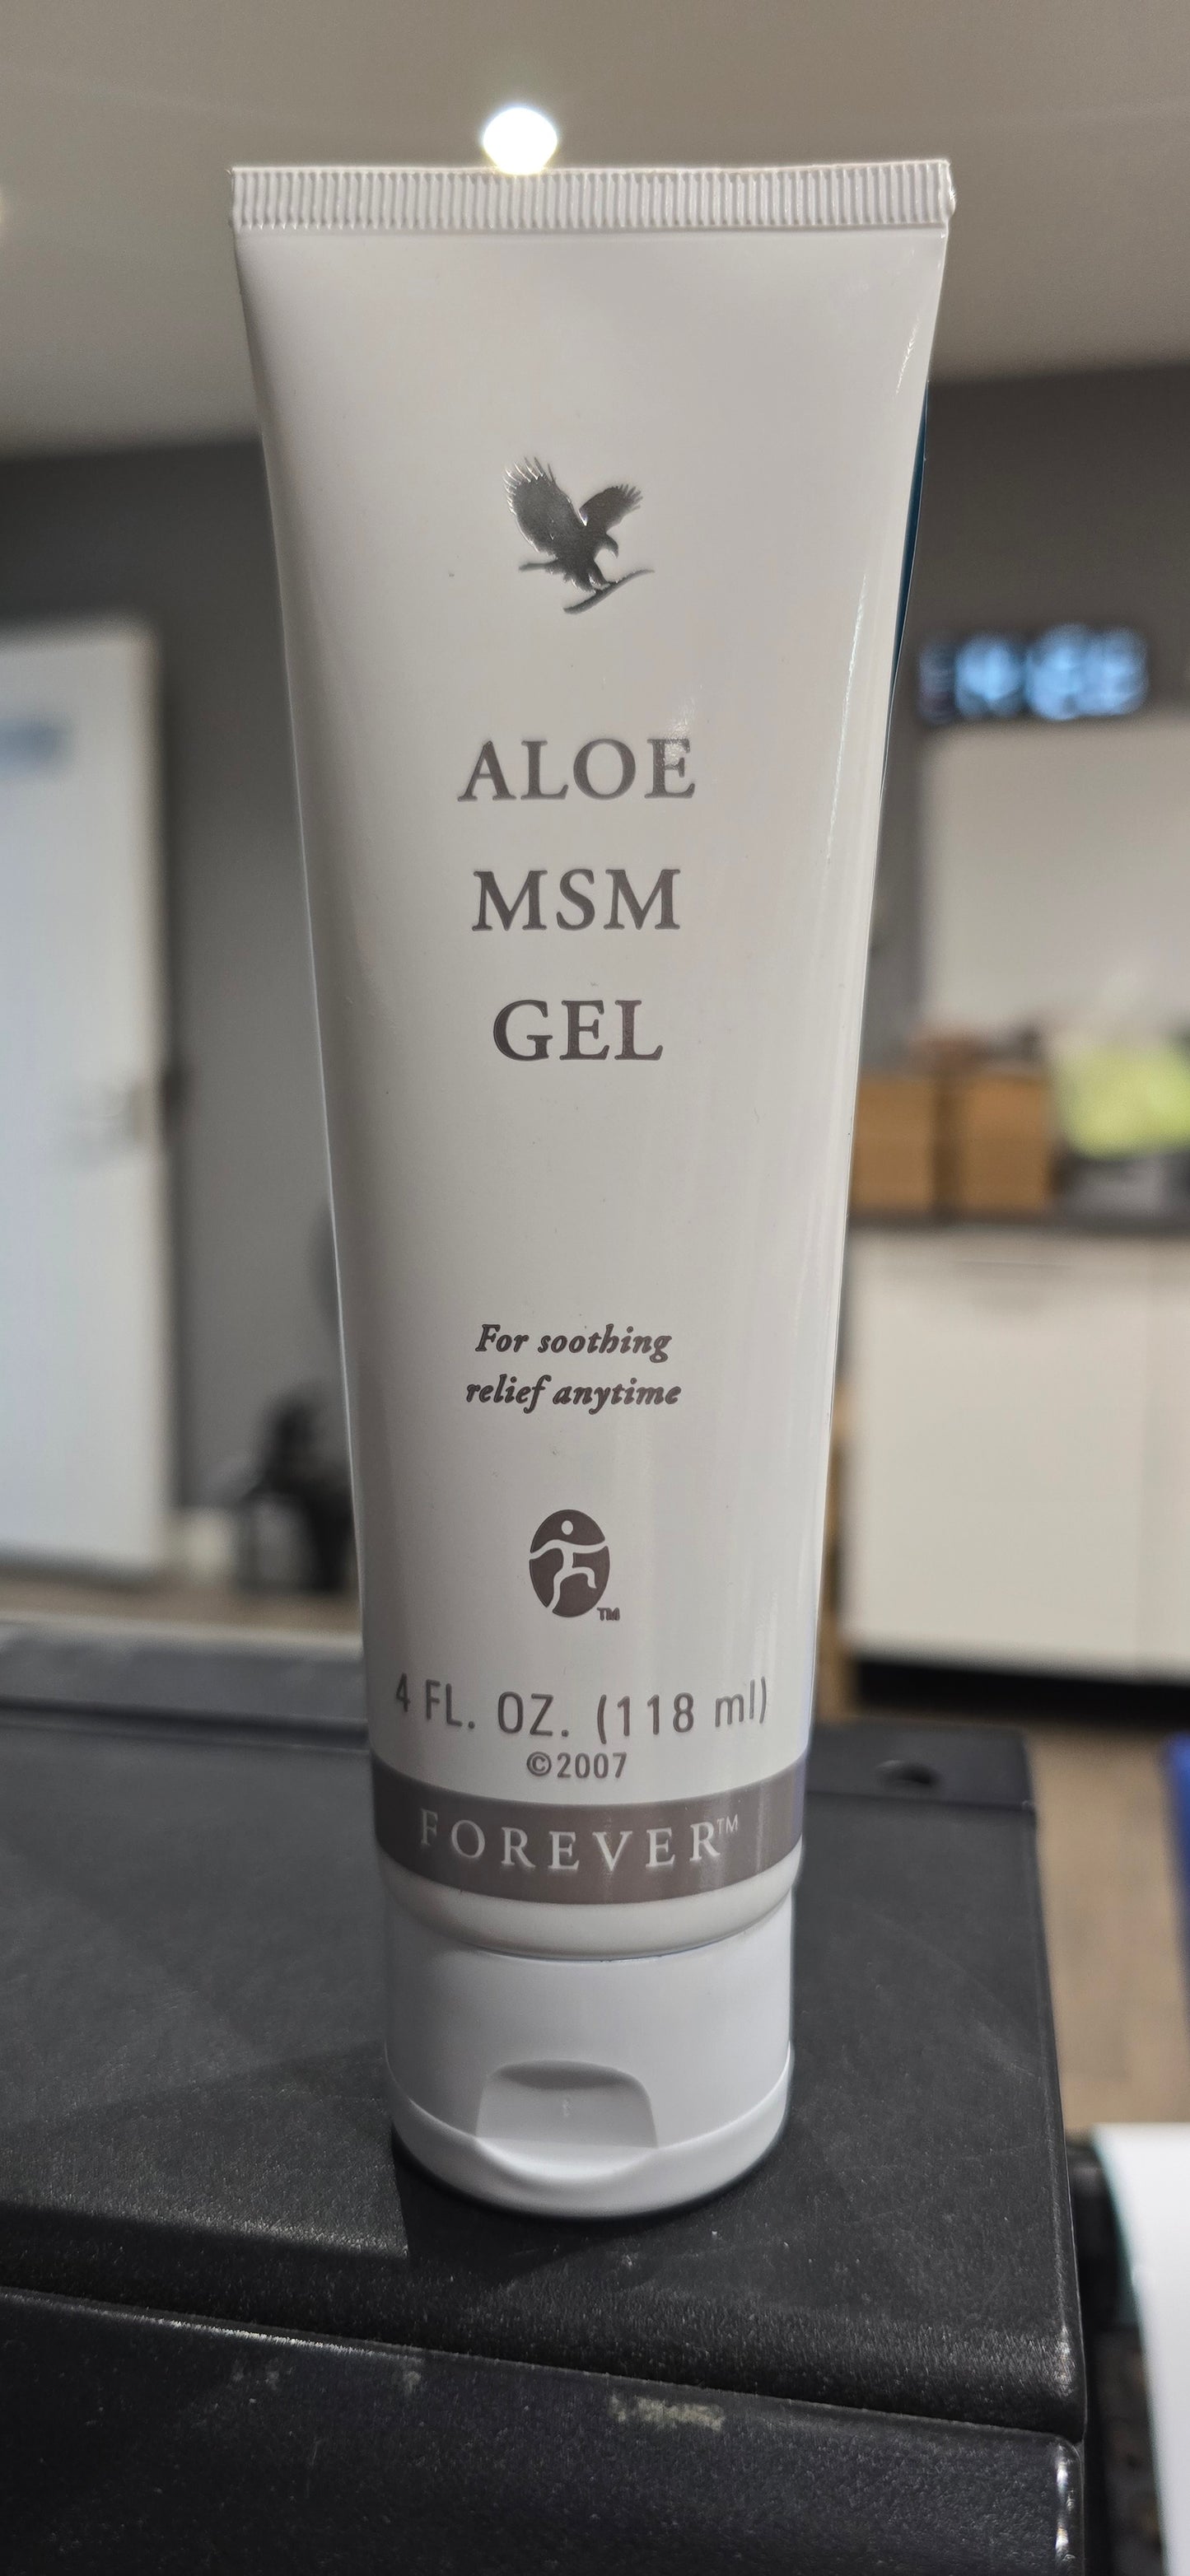 ALOE
MSM
GEL
For soothing
relief anytime
TM
4 FL. OZ. (118 ml)
©2007
FOREVER™